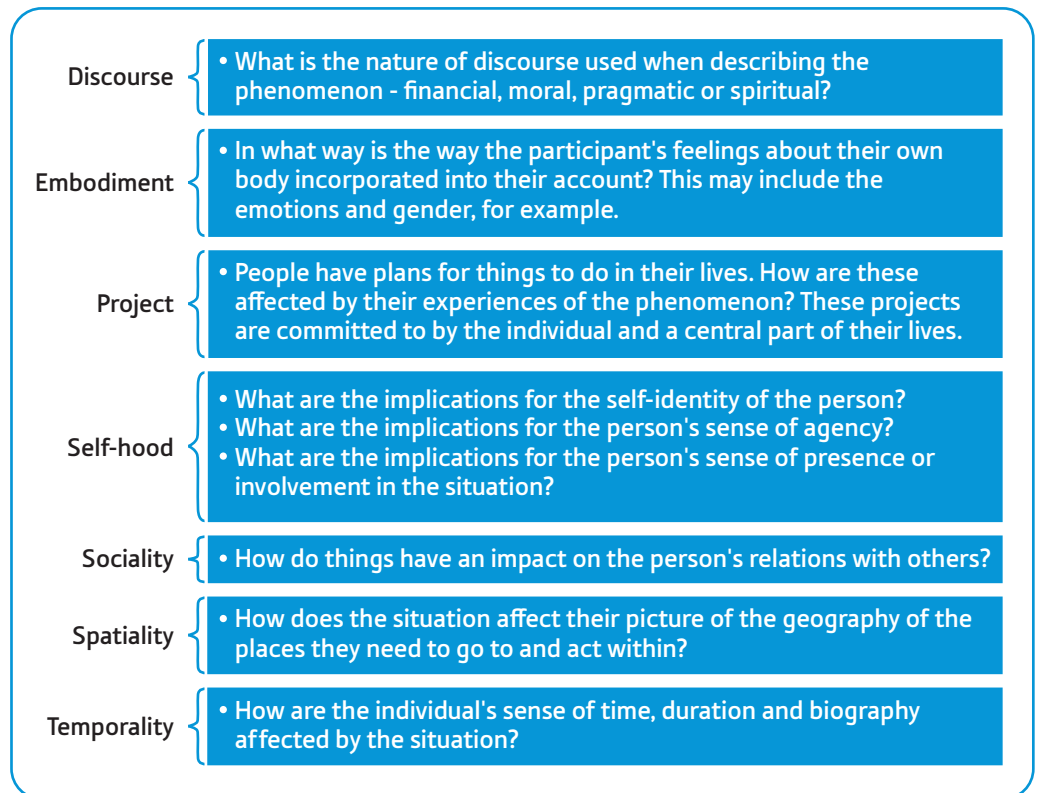 Discourse
• What is the nature of discourse used when describing the
phenomenon - financial, moral, pragmatic or spiritual?
Embodiment
• In what way is the way the participant's feelings about their own
body incorporated into their account? This may include the
emotions and gender, for example.
Project
• People have plans for things to do in their lives. How are these
affected by their experiences of the phenomenon? These projects
are committed to by the individual and a central part of their lives.
Self-hood
• What are the implications for the self-identity of the person?
• What are the implications for the person's sense of agency?
• What are the implications for the person's sense of presence or
involvement in the situation?
Sociality
• How do things have an impact on the person's relations with others?
Spatiality
• How does the situation affect their picture of the geography of the
places they need to go to and act within?
Temporality
• How are the individual's sense of time, duration and biography
affected by the situation?